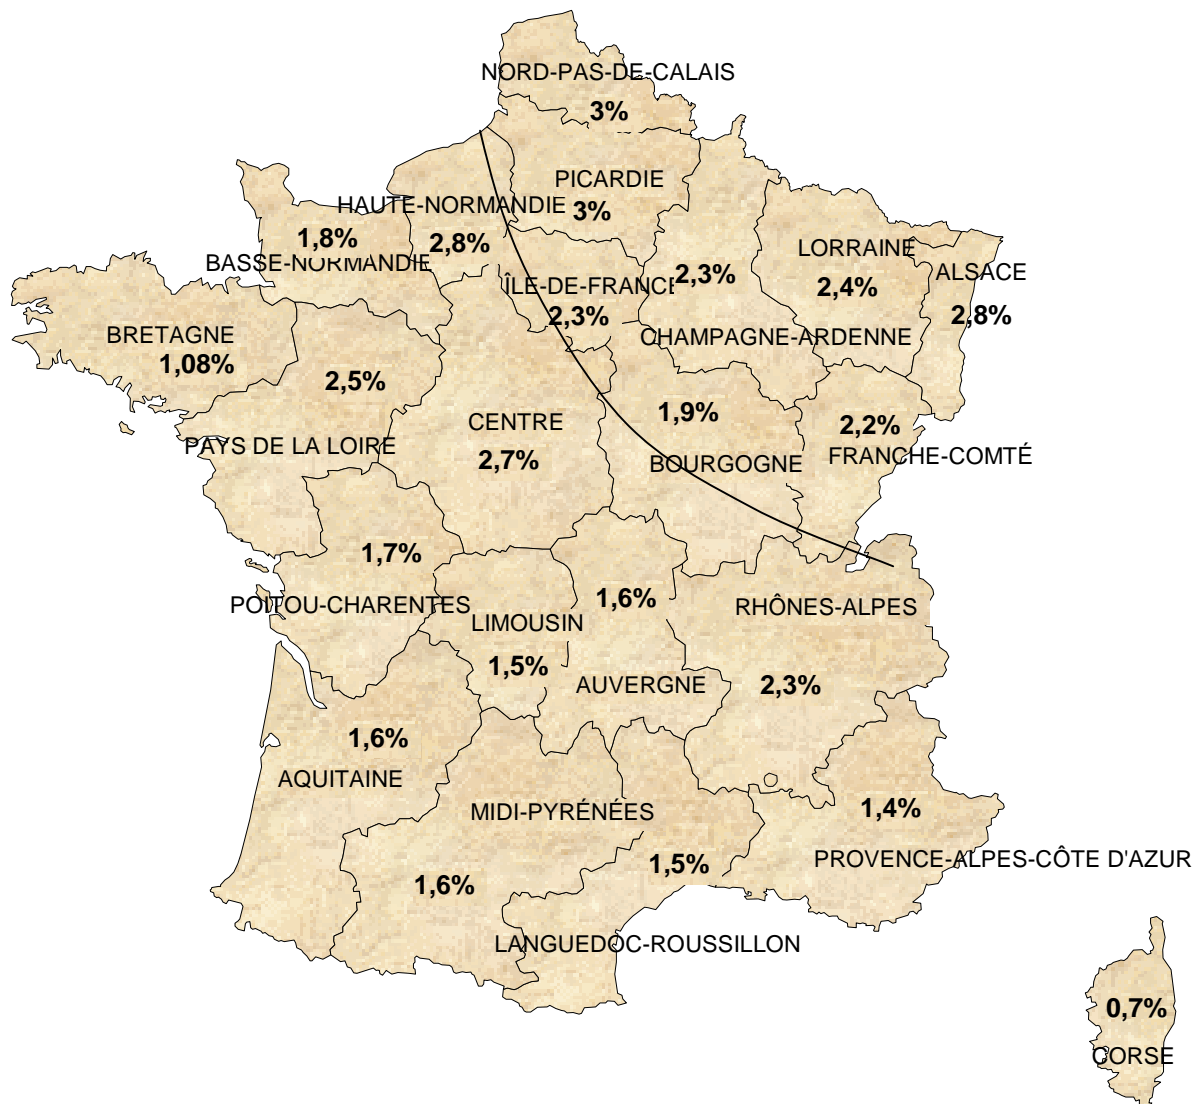 NORD-PAS-DE-CALAIS
3%
PICARDIE
3%
HAUTE-NORMANDIE
2,8%
1,8%
BASSE-NORMANDIE
ÎLE-DE-FRANCE
2,3%
2,3%
CHAMPAGNE-ARDENNE
LORRAINE
2,4%
ALSACE
2,8%
BRETAGNE
1,08%
2,5%
PAYS DE LA LOIRE
CENTRE
2,7%
1,9%
BOURGOGNE
2,2%
FRANCHE-COMTÉ
1,7%
POITOU-CHARENTES
LIMOUSIN
1,5%
1,6%
AUVERGNE
RHÔNES-ALPES
2,3%
1,6%
AQUITAINE
MIDI-PYRÉNÉES
1,6%
1,5%
LANGUEDOC-ROUSSILLON
1,4%
PROVENCE-ALPES-CÔTE D'AZUR
0,7%
CORSE